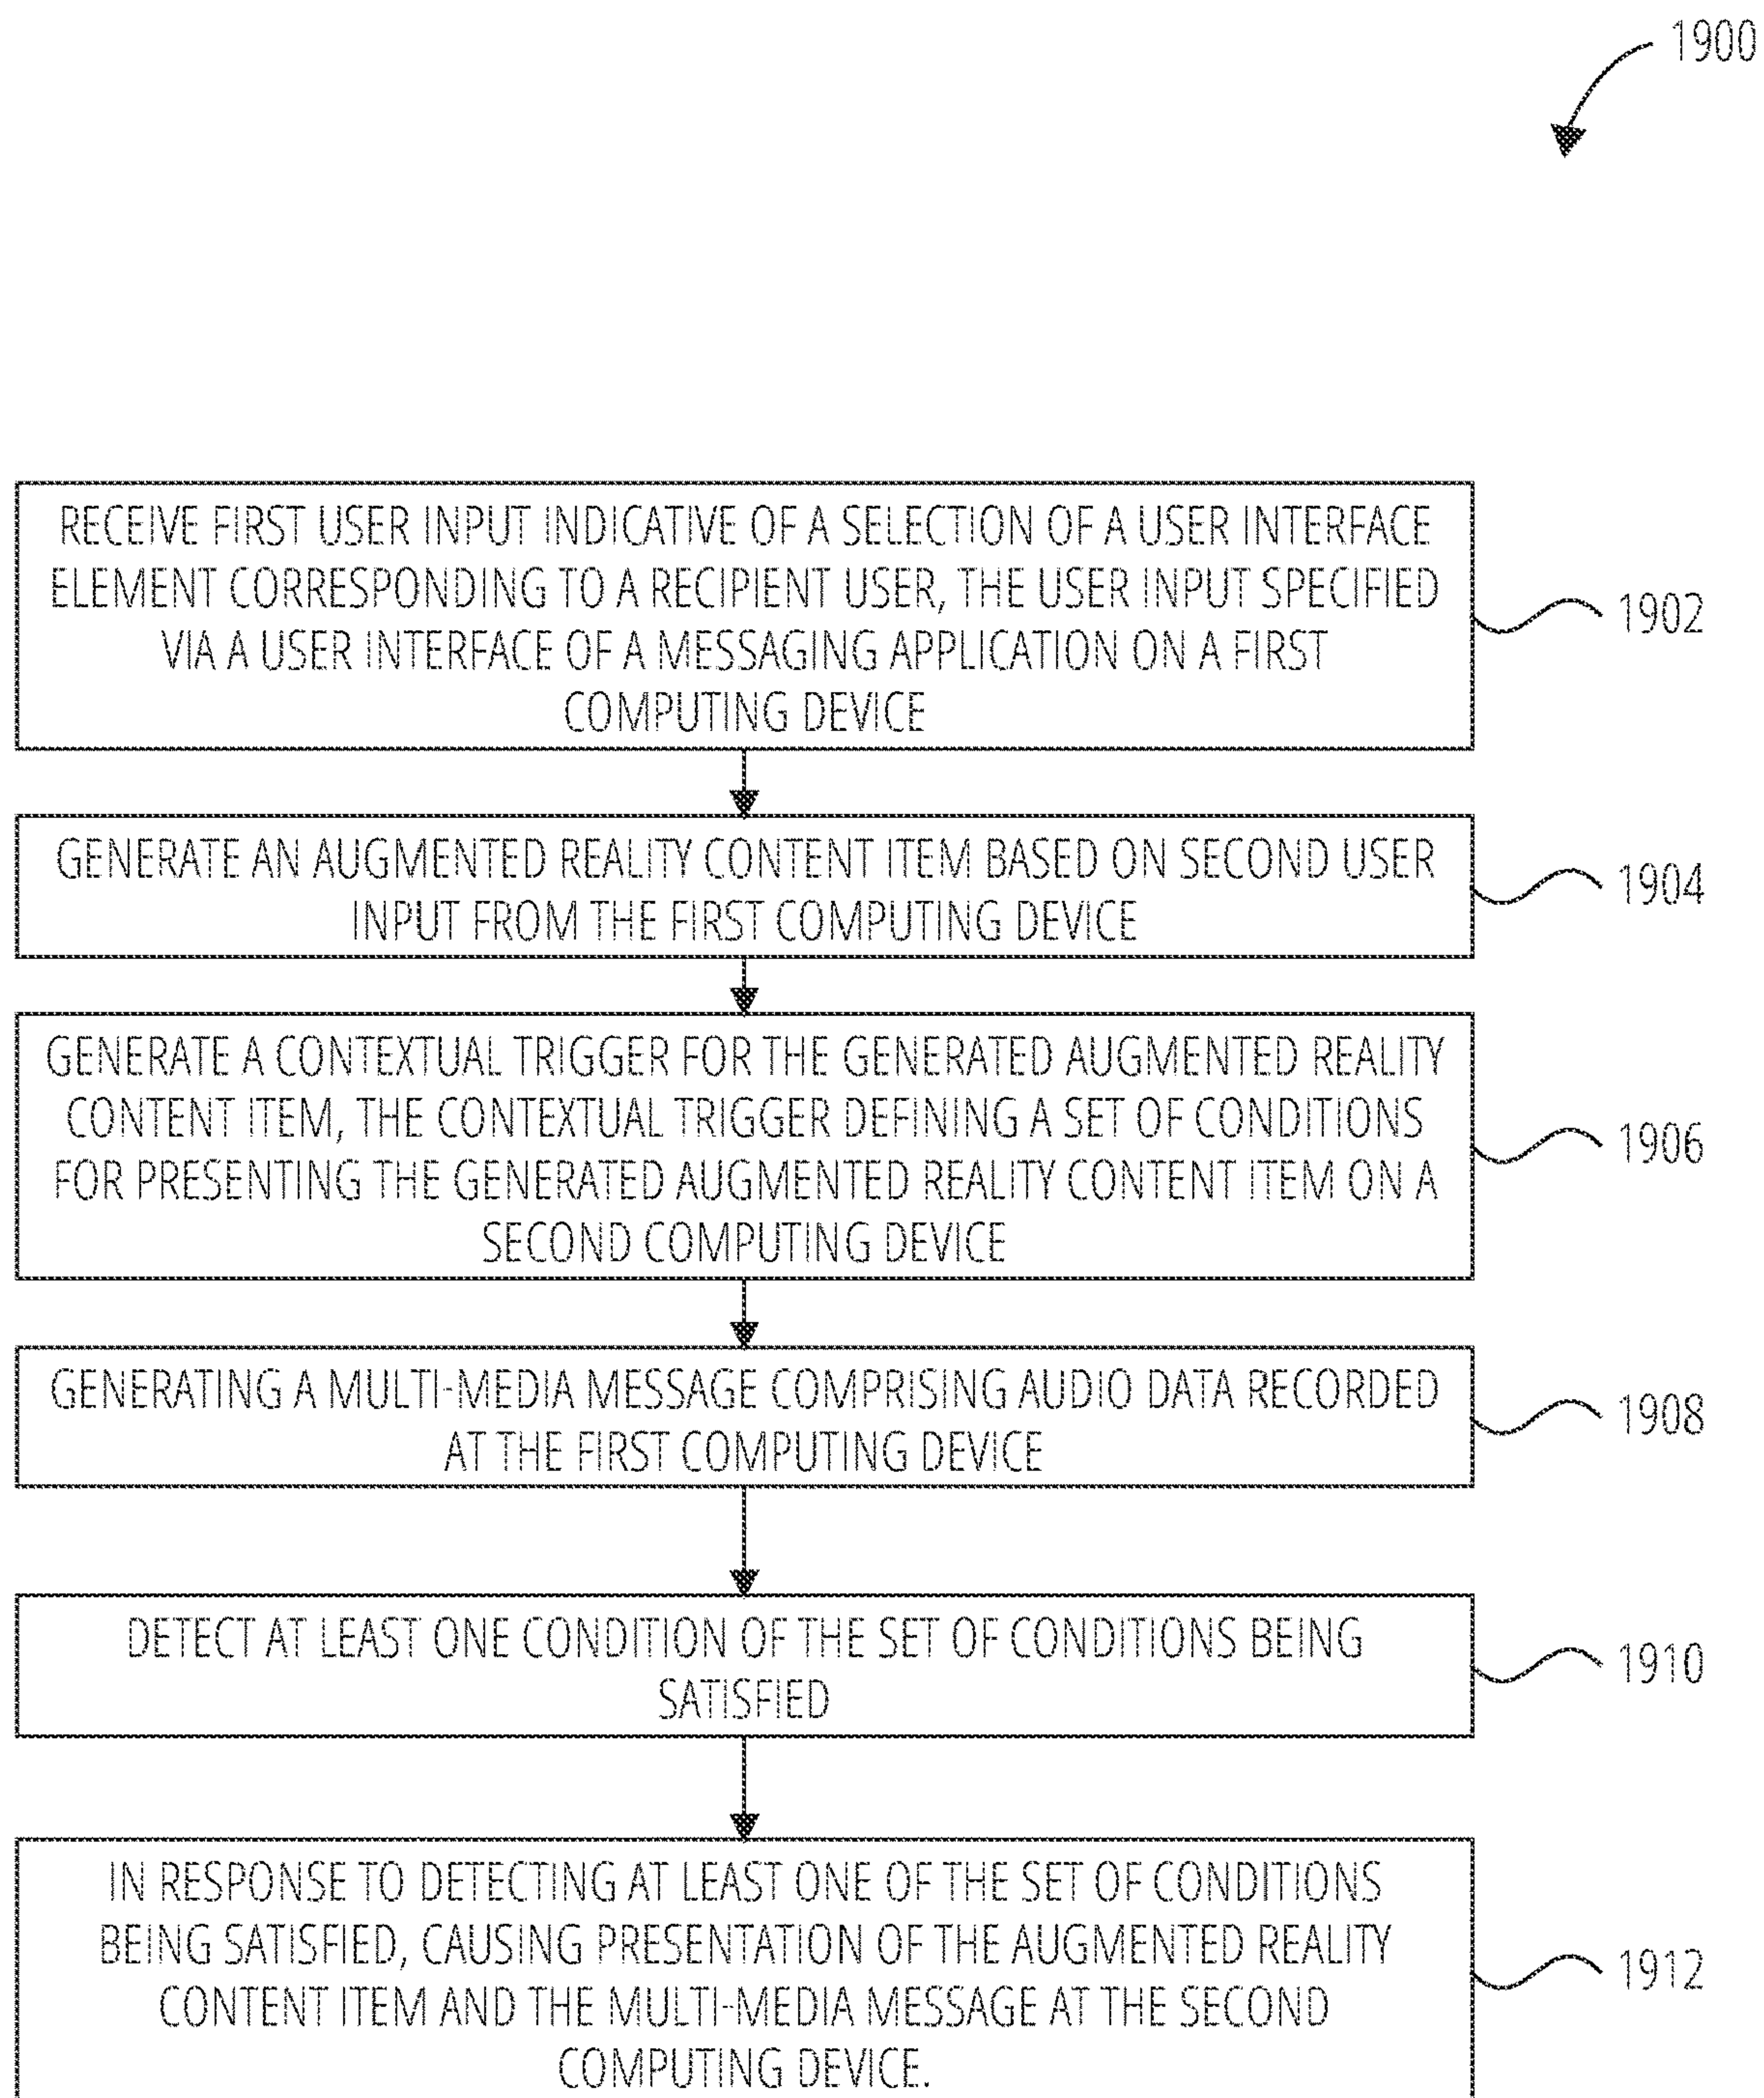 1900
RECEIVE FIRST USER INPUT INDICATIVE OF A SELECTION OF A USER INTERFACE
ELEMENT CORRESPONDING TO A RECIPIENT USER, THE USER INPUT SPECIFIED
VIA A USER INTERFACE OF A MESSAGING APPLICATION ON A FIRST
COMPUTING DEVICE
1902
GENERATE AN AUGMENTED REALITY CONTENT ITEM BASED ON SECOND USER
INPUT FROM THE FIRST COMPUTING DEVICE
1904
GENERATE A CONTEXTUAL TRIGGER FOR THE GENERATED AUGMENTED REALITY
CONTENT ITEM, THE CONTEXTUAL TRIGGER DEFINING A SET OF CONDITIONS
FOR PRESENTING THE GENERATED AUGMENTED REALITY CONTENT ITEM ON A
SECOND COMPUTING DEVICE
1906
GENERATING A MULTI-MEDIA MESSAGE COMPRISING AUDIO DATA RECORDED
AT THE FIRST COMPUTING DEVICE
1908
DETECT AT LEAST ONE CONDITION OF THE SET OF CONDITIONS BEING
SATISFIED
1910
IN RESPONSE TO DETECTING AT LEAST ONE OF THE SET OF CONDITIONS
BEING SATISFIED, CAUSING PRESENTATION OF THE AUGMENTED REALITY
CONTENT ITEM AND THE MULTI-MEDIA MESSAGE AT THE SECOND
COMPUTING DEVICE.
1912